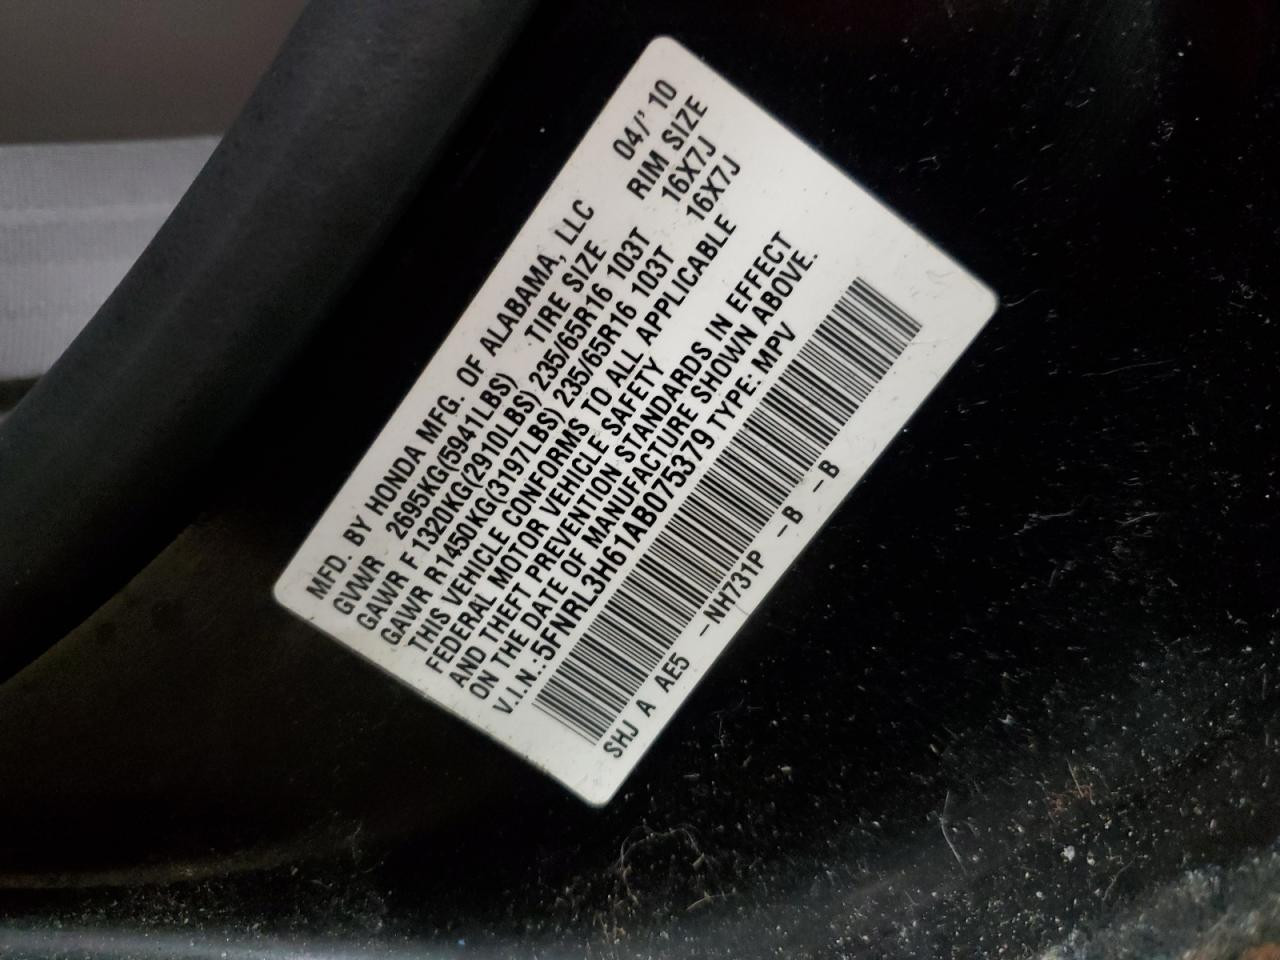 MFD. BY HONDA MFG. OF ALABAMA, LLC 04/'10
GVWR 2695KG(5941LBS) TIRE SIZE RIM SIZE
GAWR F 1320KG(2910LBS) 235/65R16 103T 16X7J
GAWR R1450KG(3197LBS) 235/65R16 103T 16X7J
THIS VEHICLE CONFORMS TO ALL APPLICABLE
FEDERAL MOTOR VEHICLE SAFETY
AND THEFT PREVENTION STANDARDS IN EFFECT
ON THE DATE OF MANUFACTURE SHOWN ABOVE.
V.I.N.:5FNRL3H61AB075379 TYPE: MPV
SHJ A AE5 -NH731P -B -B